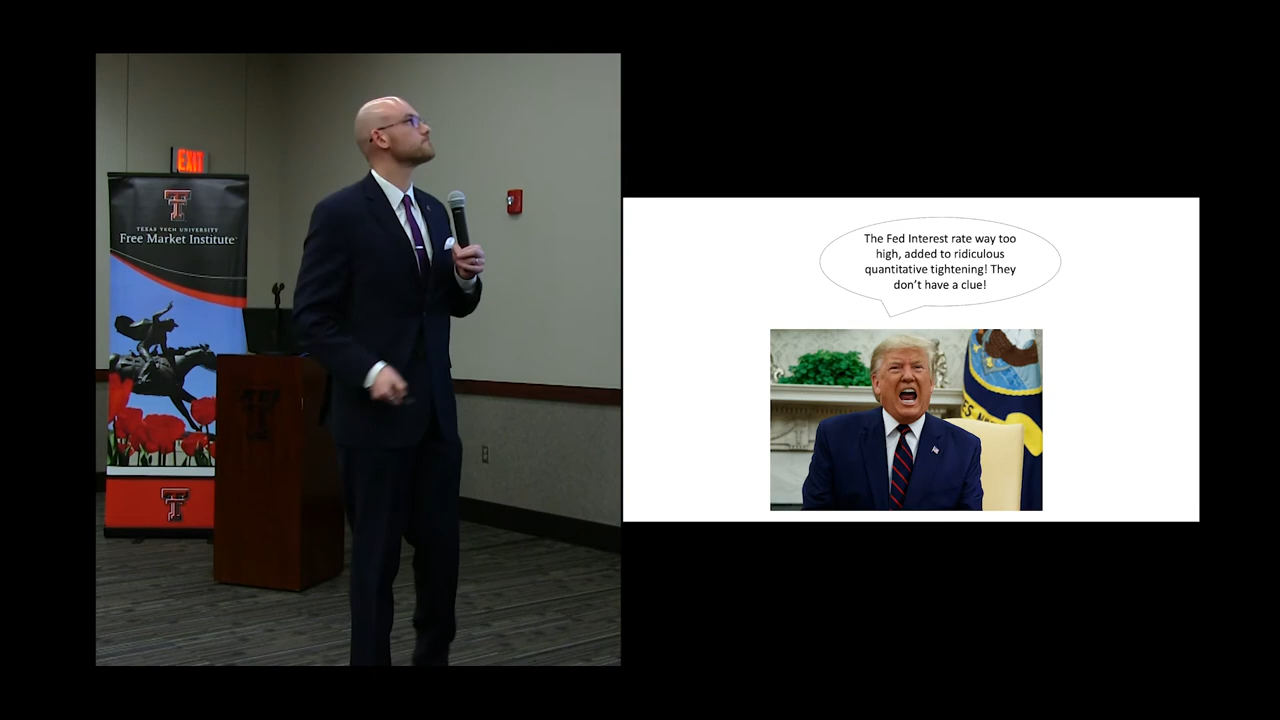 EXIT
TEXAS TECH UNIVERSITY
Free Market Institute
The Fed Interest rate way too
high, added to ridiculous
quantitative tightening! They
don't have a clue!